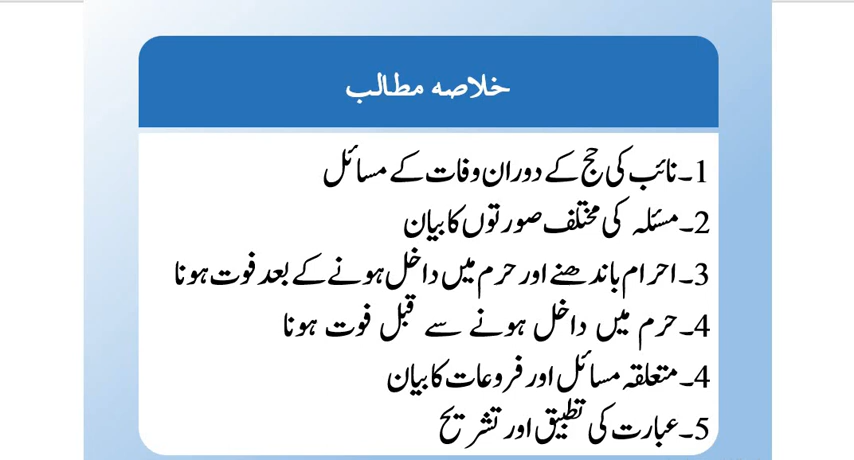 خلاصہ مطالب
1۔نائب کی حج کے دوران وفات کے مسائل
2۔مسئلہ کی مختلف صورتوں کا بیان
3۔احرام باندھنے اور حرم میں داخل ہونے کے بعد فوت ہونا
4۔حرم میں داخل ہونے سے قبل فوت ہونا
4۔متعلقہ مسائل اور فروعات کا بیان
5۔عبارت کی تطبیق اور تشریح